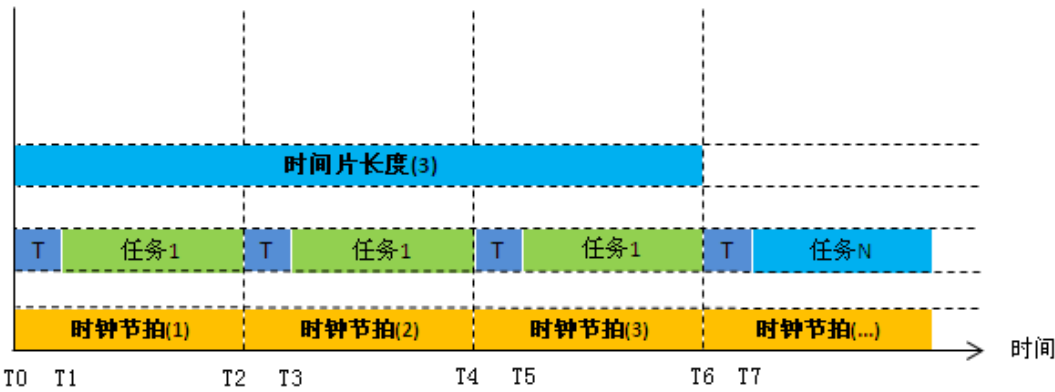 时间片长度(3)
T 任务1 T 任务1 T 任务1 T 任务N
时钟节拍(1) 时钟节拍(2) 时钟节拍(3) 时钟节拍(...)
时间
T0 T1 T2 T3 T4 T5 T6 T7